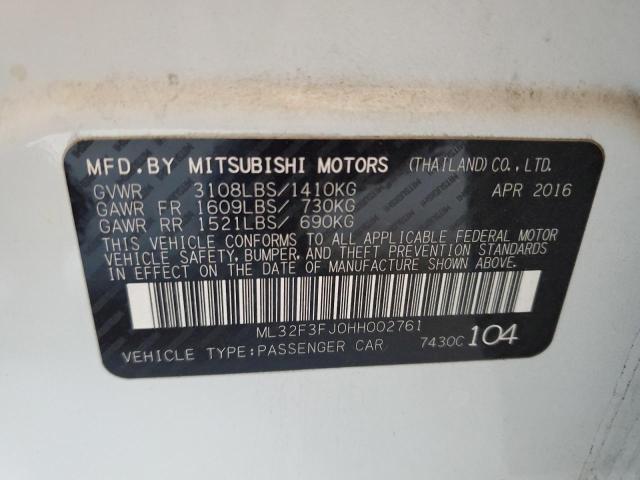 MFD.BY MITSUBISHI MOTORS (THAILAND)CO.,LTD.
GVWR 3108LBS/1410KG APR 2016
GAWR FR 1609LBS/ 730KG
GAWR RR 1521LBS/ 690KG
THIS VEHICLE CONFORMS TO ALL APPLICABLE FEDERAL MOTOR
VEHICLE SAFETY, BUMPER, AND THEFT PREVENTION STANDARDS
IN EFFECT ON THE DATE OF MANUFACTURE SHOWN ABOVE.
ML32F3FJ0HH002761
VEHICLE TYPE:PASSENGER CAR 7430C 104